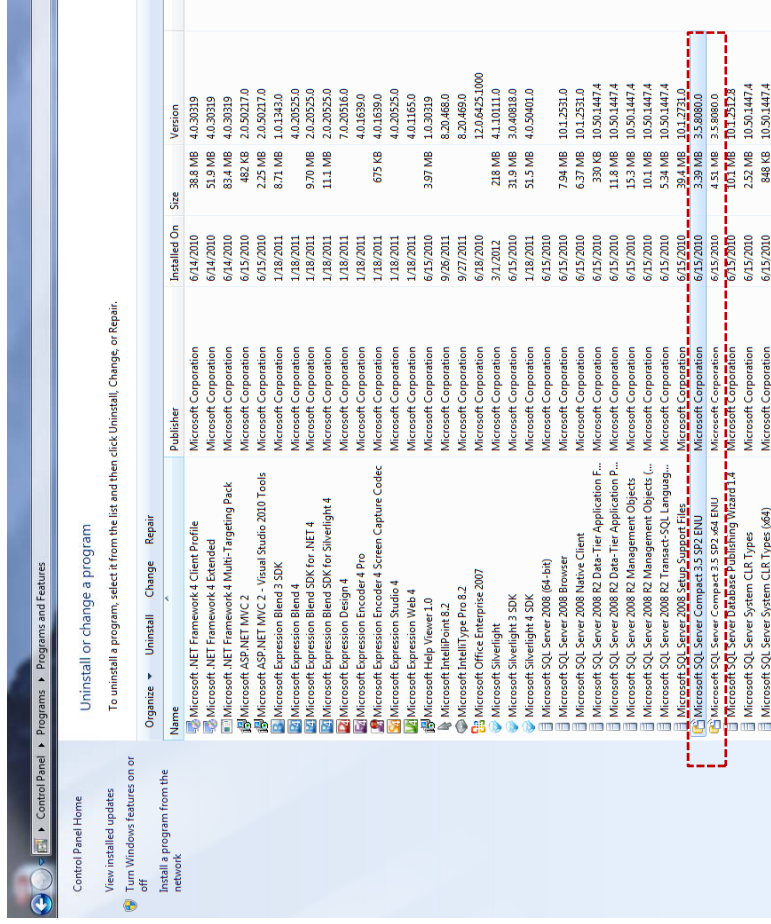 Control Panel ▸ Programs ▸ Programs and Features
Control Panel Home
View installed updates
Turn Windows features on or
off
Install a program from the
network
Uninstall or change a program
To uninstall a program, select it from the list and then click Uninstall, Change, or Repair.
Organize Uninstall Change Repair
Name Publisher Installed On Size Version
Microsoft .NET Framework 4 Client Profile Microsoft Corporation 6/14/2010 38.8 MB 4.0.30319
Microsoft .NET Framework 4 Extended Microsoft Corporation 6/14/2010 51.9 MB 4.0.30319
Microsoft .NET Framework 4 Multi-Targeting Pack Microsoft Corporation 6/14/2010 83.4 MB 4.0.30319
Microsoft ASP.NET MVC 2 Microsoft Corporation 6/15/2010 482 KB 2.0.50217.0
Microsoft ASP.NET MVC 2 - Visual Studio 2010 Tools Microsoft Corporation 6/15/2010 2.25 MB 2.0.50217.0
Microsoft Expression Blend 3 SDK Microsoft Corporation 1/18/2011 8.71 MB 1.0.1343.0
Microsoft Expression Blend 4 Microsoft Corporation 1/18/2011 4.0.20525.0
Microsoft Expression Blend SDK for .NET 4 Microsoft Corporation 1/18/2011 9.70 MB 2.0.20525.0
Microsoft Expression Blend SDK for Silverlight 4 Microsoft Corporation 1/18/2011 11.1 MB 2.0.20525.0
Microsoft Expression Design 4 Microsoft Corporation 1/18/2011 7.0.20516.0
Microsoft Expression Encoder 4 Pro Microsoft Corporation 1/18/2011 4.0.1639.0
Microsoft Expression Encoder 4 Screen Capture Codec Microsoft Corporation 1/18/2011 675 KB 4.0.1639.0
Microsoft Expression Studio 4 Microsoft Corporation 1/18/2011 4.0.20525.0
Microsoft Expression Web 4 Microsoft Corporation 1/18/2011 4.0.1165.0
Microsoft Help Viewer 1.0 Microsoft Corporation 6/15/2010 3.97 MB 1.0.30319
Microsoft IntelliPoint 8.2 Microsoft Corporation 9/26/2011 8.20.468.0
Microsoft IntelliType Pro 8.2 Microsoft Corporation 9/27/2011 8.20.469.0
Microsoft Office Enterprise 2007 Microsoft Corporation 6/18/2010 12.0.6425.1000
Microsoft Silverlight Microsoft Corporation 3/1/2012 218 MB 4.1.10111.0
Microsoft Silverlight 3 SDK Microsoft Corporation 6/15/2010 31.9 MB 3.0.40818.0
Microsoft Silverlight 4 SDK Microsoft Corporation 1/18/2011 51.5 MB 4.0.50401.0
Microsoft SQL Server 2008 (64-bit) Microsoft Corporation 6/15/2010
Microsoft SQL Server 2008 Browser Microsoft Corporation 6/15/2010 7.94 MB 10.1.2531.0
Microsoft SQL Server 2008 Native Client Microsoft Corporation 6/15/2010 6.37 MB 10.1.2531.0
Microsoft SQL Server 2008 R2 Data-Tier Application F... Microsoft Corporation 6/15/2010 330 KB 10.50.1447.4
Microsoft SQL Server 2008 R2 Data-Tier Application P... Microsoft Corporation 6/15/2010 11.8 MB 10.50.1447.4
Microsoft SQL Server 2008 R2 Management Objects Microsoft Corporation 6/15/2010 15.3 MB 10.50.1447.4
Microsoft SQL Server 2008 R2 Management Objects (... Microsoft Corporation 6/15/2010 10.1 MB 10.50.1447.4
Microsoft SQL Server 2008 R2 Transact-SQL Languag... Microsoft Corporation 6/15/2010 5.34 MB 10.50.1447.4
Microsoft SQL Server 2008 Setup Support Files Microsoft Corporation 6/15/2010 39.4 MB 10.1.2731.0
Microsoft SQL Server Compact 3.5 SP2 ENU Microsoft Corporation 6/15/2010 3.39 MB 3.5.8080.0
Microsoft SQL Server Compact 3.5 SP2 x64 ENU Microsoft Corporation 6/15/2010 4.51 MB 3.5.8080.0
Microsoft SQL Server Database Publishing Wizard 1.4 Microsoft Corporation 6/15/2010 10.1 MB 10.1.2512.8
Microsoft SQL Server System CLR Types Microsoft Corporation 6/15/2010 2.52 MB 10.50.1447.4
Microsoft SQL Server System CLR Types (x64) Microsoft Corporation 6/15/2010 848 KB 10.50.1447.4